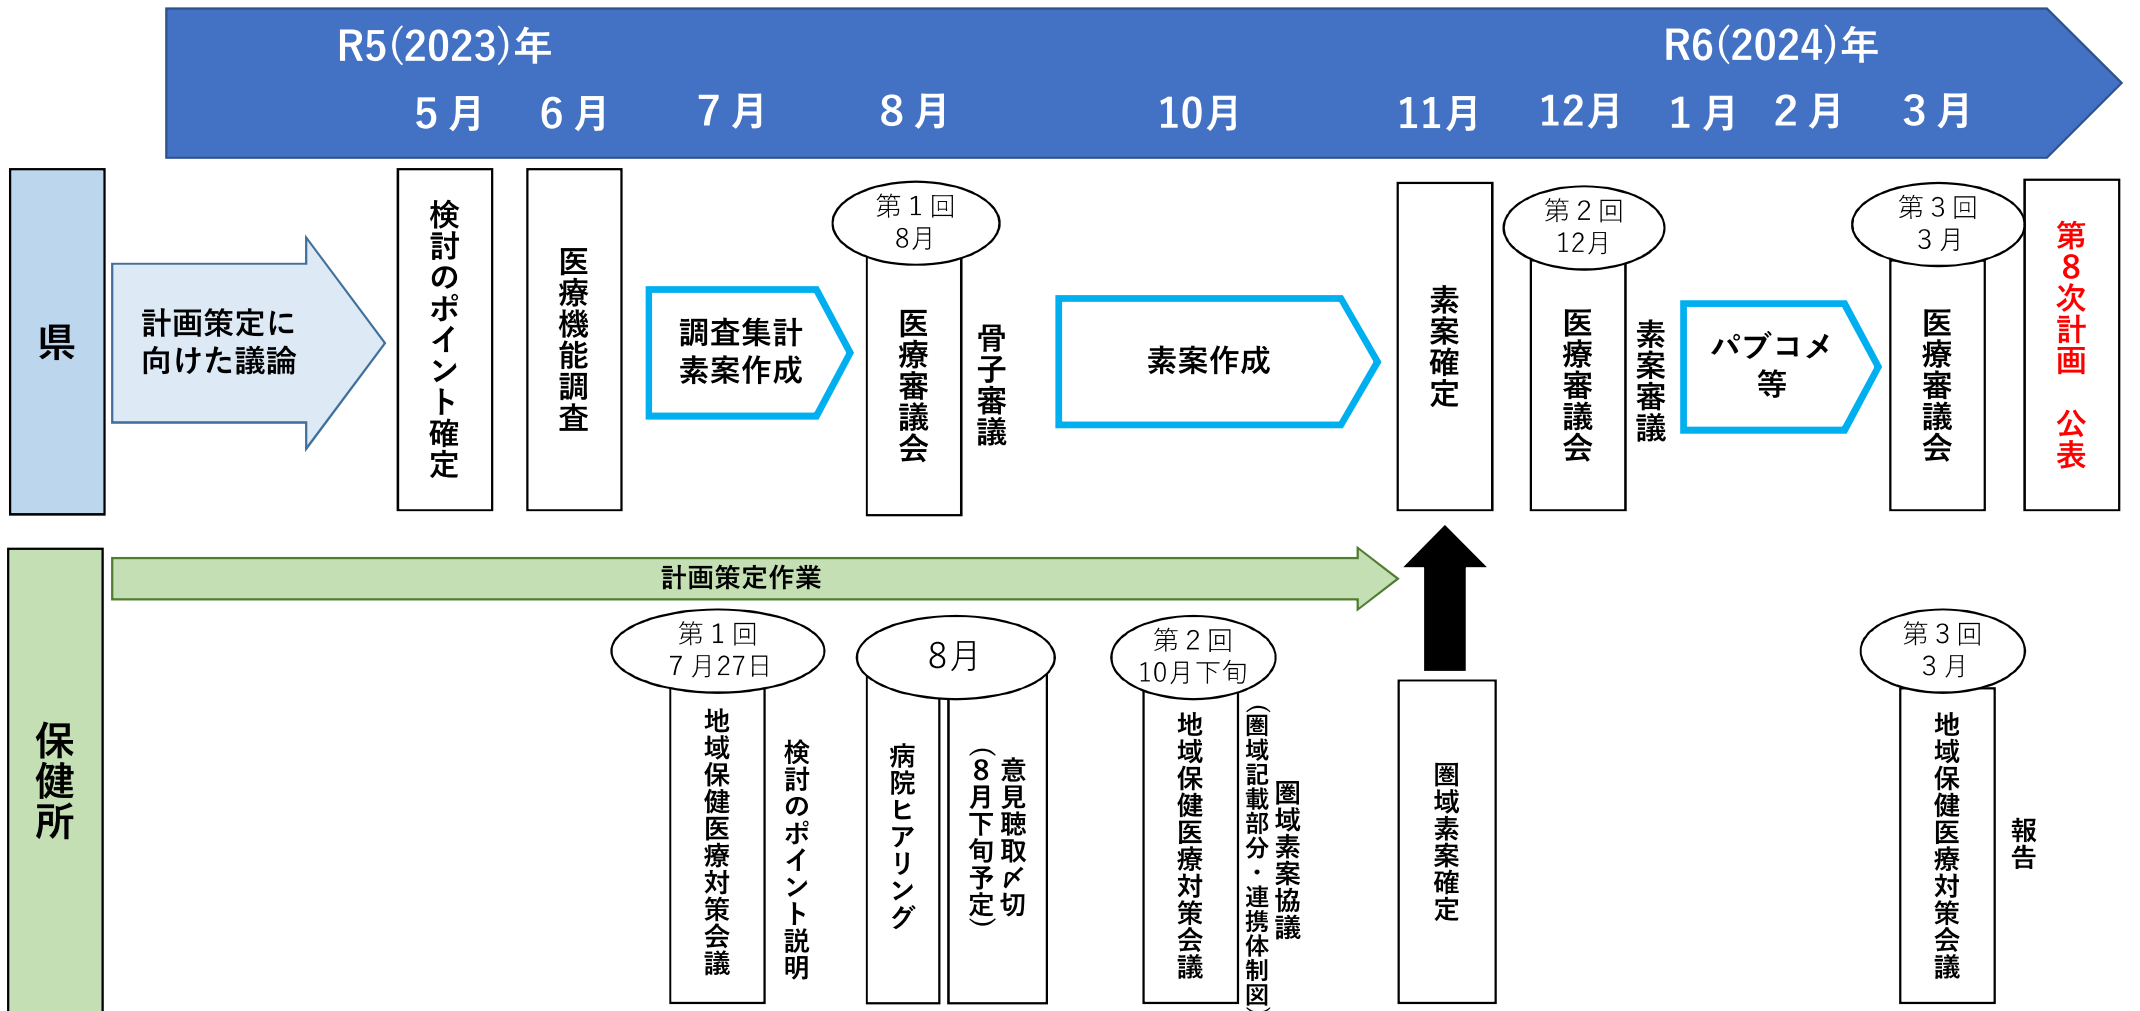 R5(2023)年
R6(2024)年
5月
6月
7月
8月
10月
11月
12月
1月
2月
3月
県
計画策定に
向けた議論
検討のポイント確定
医療機能調査
調査集計
素案作成
第1回
8月
医療審議会
骨子審議
素案作成
素案確定
第2回
12月
医療審議会
素案審議
パブコメ
等
第3回
3月
医療審議会
第8次計画 公表
保健所
計画策定作業
第1回
7月27日
地域保健医療対策会議
検討のポイント説明
8月
病院ヒアリング
意見聴取〆切
(8月下旬予定)
第2回
10月下旬
地域保健医療対策会議
圏域素案協議
(圏域記載部分・連携体制図)
圏域素案確定
第3回
3月
地域保健医療対策会議
報告